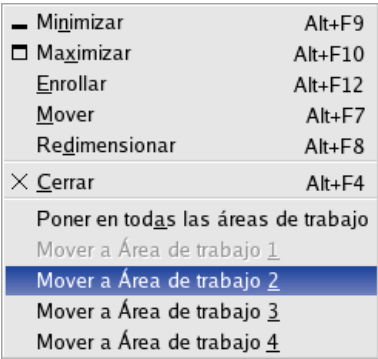 Minimizar Alt+F9
Maximizar Alt+F10
Enrollar Alt+F12
Mover Alt+F7
Redimensionar Alt+F8
Cerrar Alt+F4
Poner en todas las áreas de trabajo
Mover a Área de trabajo 1
Mover a Área de trabajo 2
Mover a Área de trabajo 3
Mover a Área de trabajo 4